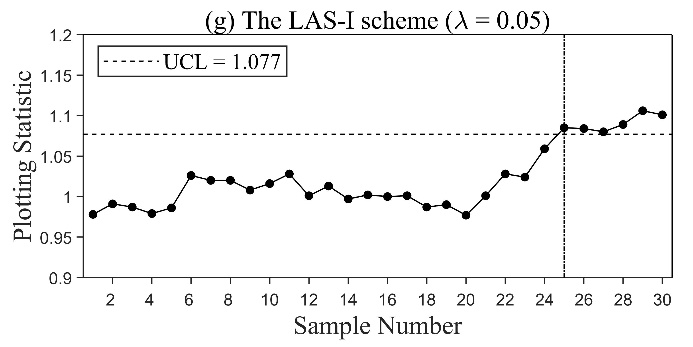 (g) The LAS-I scheme (λ = 0.05)
1.2
1.15
1.1
1.05
1
0.95
0.9
Plotting Statistic
UCL = 1.077
2 4 6 8 10 12 14 16 18 20 22 24 26 28 30
Sample Number